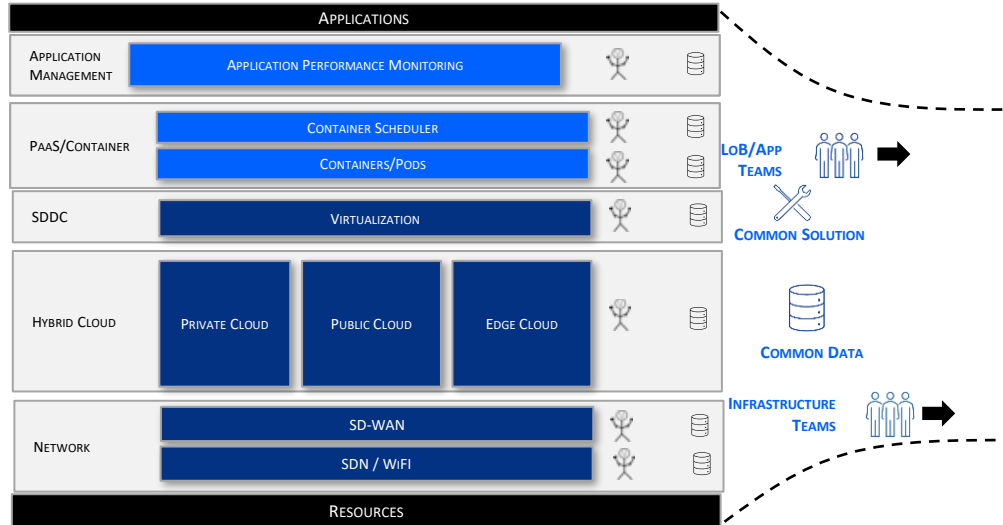 APPLICATIONS
APPLICATION
MANAGEMENT
APPLICATION PERFORMANCE MONITORING
PAAS/CONTAINER
CONTAINER SCHEDULER
CONTAINERS/PODS
LOB/APP
TEAMS
SDDC
VIRTUALIZATION
COMMON SOLUTION
HYBRID CLOUD
PRIVATE CLOUD
PUBLIC CLOUD
EDGE CLOUD
COMMON DATA
INFRASTRUCTURE
TEAMS
NETWORK
SD-WAN
SDN / WIFI
RESOURCES